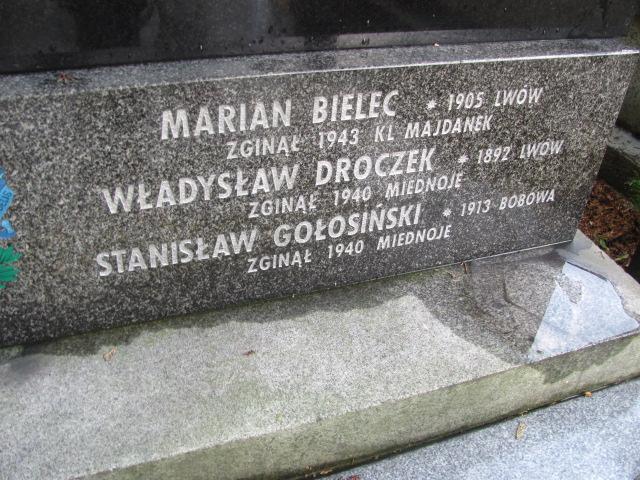 MARIAN BIELEC * 1905 LWÓW
ZGINĄŁ 1943 KL MAJDANEK
WŁADYSŁAW DROCZEK * 1892 LWÓW
ZGINĄŁ 1940 MIEDNOJE
STANISŁAW GOŁOSIŃSKI * 1913 BOBOWA
ZGINĄŁ 1940 MIEDNOJE